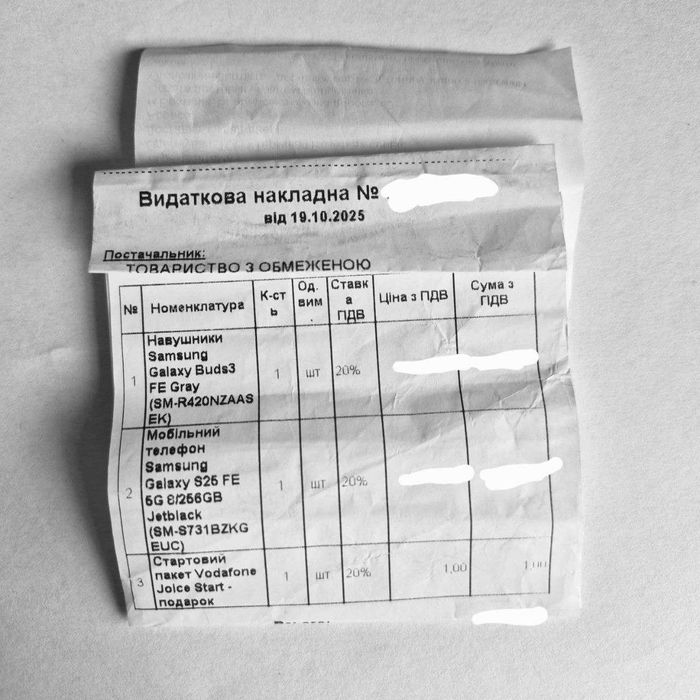 Видаткова накладна №
від 19.10.2025
Постачальник:
ТОВАРИСТВО З ОБМЕЖЕНОЮ
№ Номенклатура К-сть Од. вим. Ставка ПДВ Ціна з ПДВ Сума з ПДВ
1 Навушники 1 шт 20%
Samsung
Galaxy Buds3
FE Gray
(SM-R420NZAAS
EK)
2 Мобільний 1 шт 20%
телефон
Samsung
Galaxy S25 FE
5G 8/256GB
Jetblack
(SM-S731BZKG
EUC)
3 Стартовий 1 шт 20% 1,00 1,00
пакет Vodafone
Joice Start -
подарок